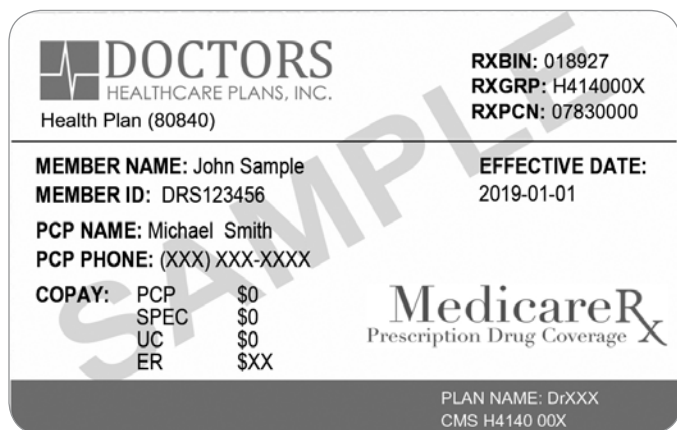 DOCTORS
HEALTHCARE PLANS, INC.
Health Plan (80840)
RXBIN: 018927
RXGRP: H414000X
RXPCN: 07830000
MEMBER NAME: John Sample
MEMBER ID: DRS123456
EFFECTIVE DATE:
2019-01-01
PCP NAME: Michael Smith
PCP PHONE: (XXX) XXX-XXXX
COPAY: PCP $0
SPEC $0
UC $0
ER $XX
MedicareRx
Prescription Drug Coverage
PLAN NAME: DrXXX
CMS H4140 00X
SAMPLE